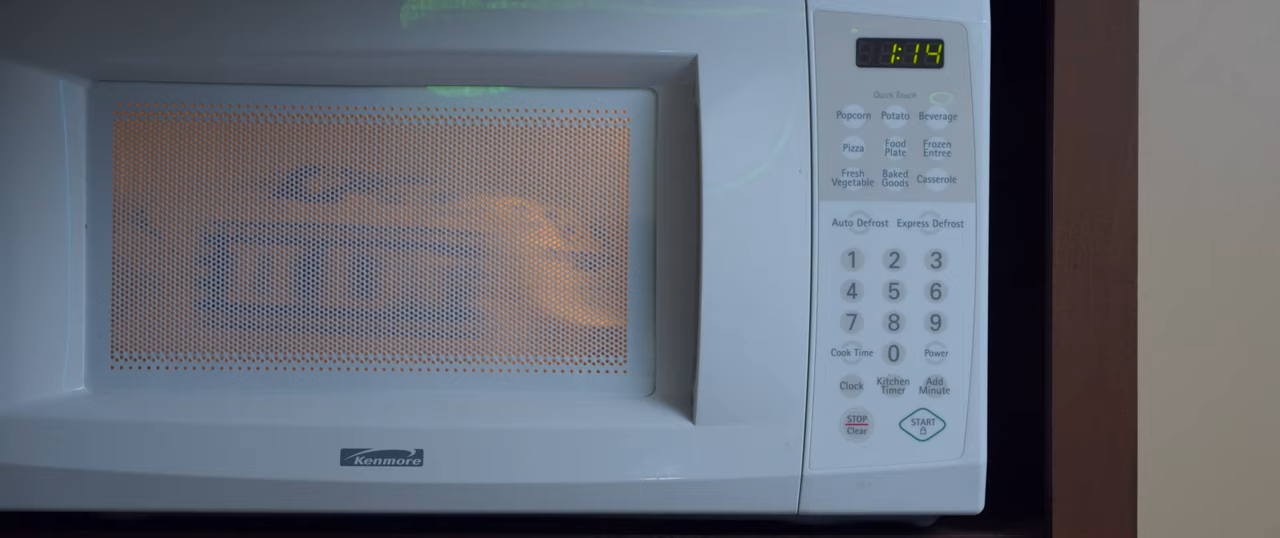 1:14
Quick Touch
Popcorn Potato Beverage
Pizza Food Plate Frozen Entree
Fresh Vegetable Baked Goods Casserole
Auto Defrost Express Defrost
1 2 3
4 5 6
7 8 9
Cook Time 0 Power
Clock Kitchen Timer Add Minute
STOP Clear START
Kenmore